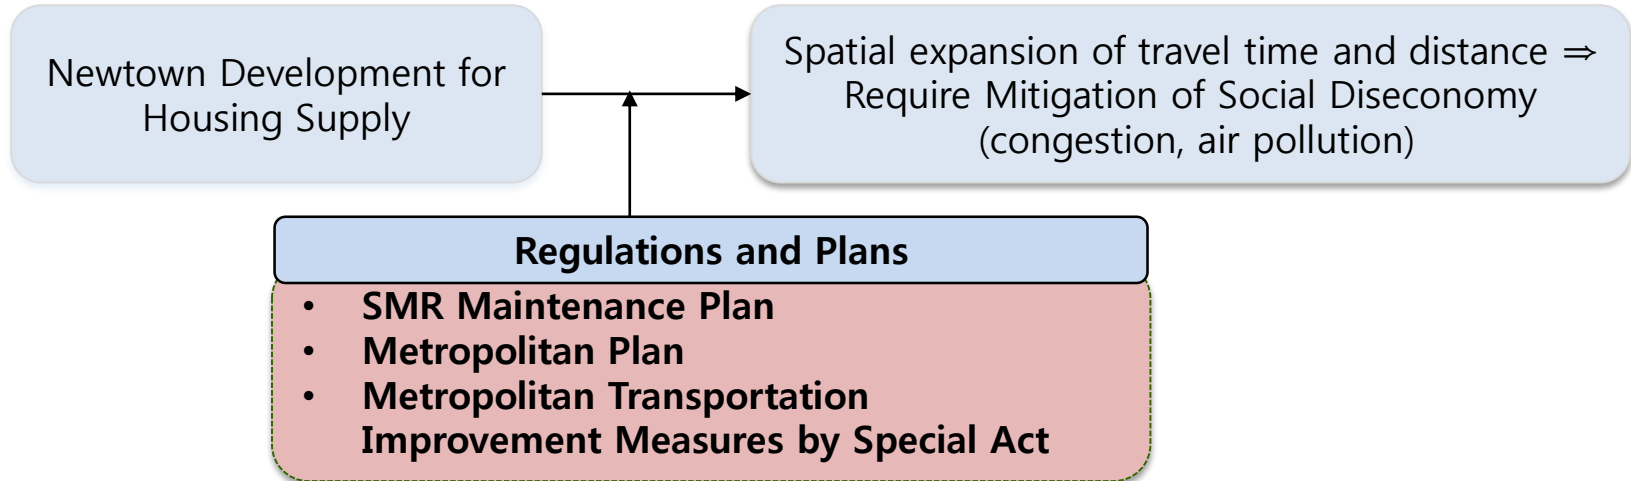 Newtown Development for
Housing Supply
Spatial expansion of travel time and distance ⇒
Require Mitigation of Social Diseconomy
(congestion, air pollution)
Regulations and Plans
• SMR Maintenance Plan
• Metropolitan Plan
• Metropolitan Transportation
Improvement Measures by Special Act